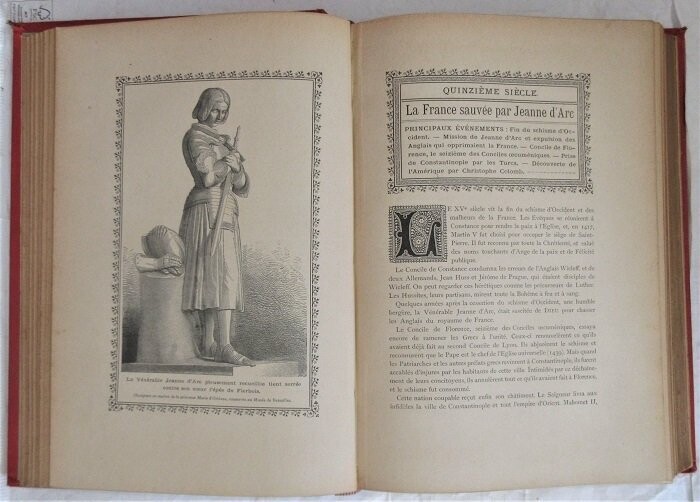 La Vénérable Jeanne d'Arc pieusement recueillie tient serrée
contre son cœur l'épée de Fierbois.
QUINZIÈME SIÈCLE.
La France sauvée par Jeanne d'Arc
PRINCIPAUX ÉVÉNEMENTS : Fin du schisme d'Oc-
cident. — Mission de Jeanne d'Arc et expulsion des
Anglais qui opprimaient la France. — Concile de Flo-
rence, le seizième des Conciles œcuméniques. — Prise
de Constantinople par les Turcs. — Découverte de
l'Amérique par Christophe Colomb.
LE XVe siècle vit la fin du schisme d'Occident et des
malheurs de la France. Les Evêques se étaient à
Constance pour rendre la paix à l'Eglise, et, en 1417,
Martin V fut choisi pour occuper le siège de Saint-
Pierre. Il fut reconnu par toute la Chrétienté, et salué
des noms touchants d'Ange de la paix et de Félicité
publique.
Le Concile de Constance condamna les erreurs de l'Anglais Wicleff et de
deux Allemands, Jean Huss et Jérôme de Prague, qui étaient disciples de
Wicleff. On peut regarder ces hérétiques comme les précurseurs de Luther.
Les Hussites, leurs partisans, mirent toute la Bohême à feu et à sang.
Quelques années après la cessation du schisme d'Occident, une humble
bergère, la Vénérable Jeanne d'Arc, était suscitée de DIEU pour chasser
les Anglais du royaume de France.
Le Concile de Florence, seizième des Conciles œcuméniques, essaya
encore de ramener les Grecs à l'unité. Ceux-ci renouvelèrent ce qu'ils
avaient déjà fait au second Concile de Lyon. Ils abjurèrent le schisme et
reconnurent que le Pape est le chef de l'Eglise universelle (1439). Mais quand
les Patriarches et les autres prélats grecs revinrent à Constantinople, ils furent
accablés d'injures par les habitants de cette ville. Intimidés par ce déchaîne-
ment de leurs concitoyens, ils annulèrent tout ce qu'ils avaient fait à Florence,
et le schisme continua.
Cette nation coupable reçut enfin son châtiment. Le Seigneur livra aux
infidèles la ville de Constantinople et tout l'empire d'Orient. Mahomet II,